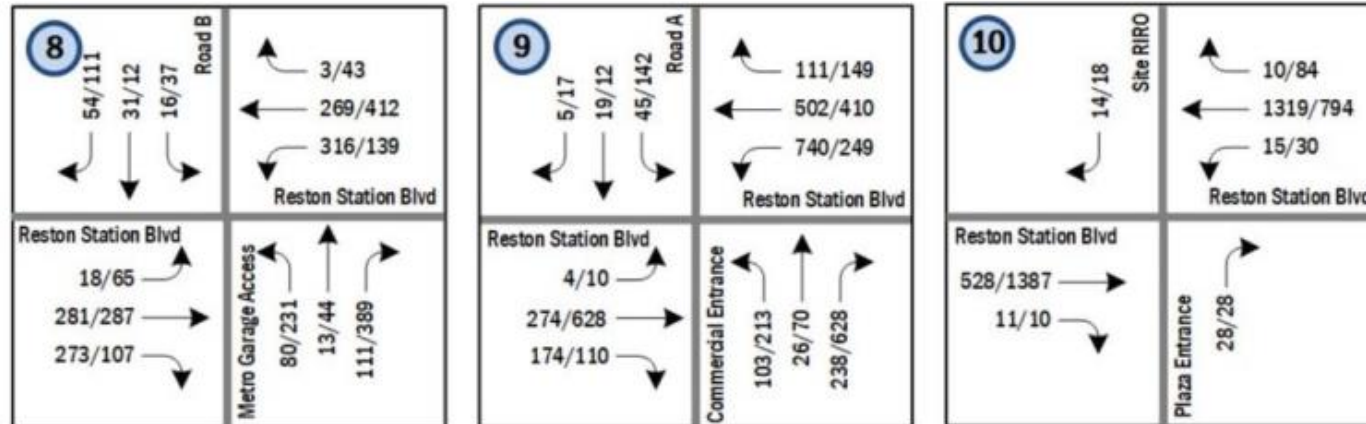 8
54/111
31/12
16/37
Road B
3/43
269/412
316/139
Reston Station Blvd
Reston Station Blvd
18/65
281/287
273/107
Metro Garage Access
80/231
13/44
111/389
9
5/17
19/12
45/142
Road A
111/149
502/410
740/249
Reston Station Blvd
Reston Station Blvd
4/10
274/628
174/110
Commercial Entrance
103/213
26/70
238/628
10
14/18
Site RIRO
10/84
1319/794
15/30
Reston Station Blvd
Reston Station Blvd
528/1387
11/10
Plaza Entrance
28/28